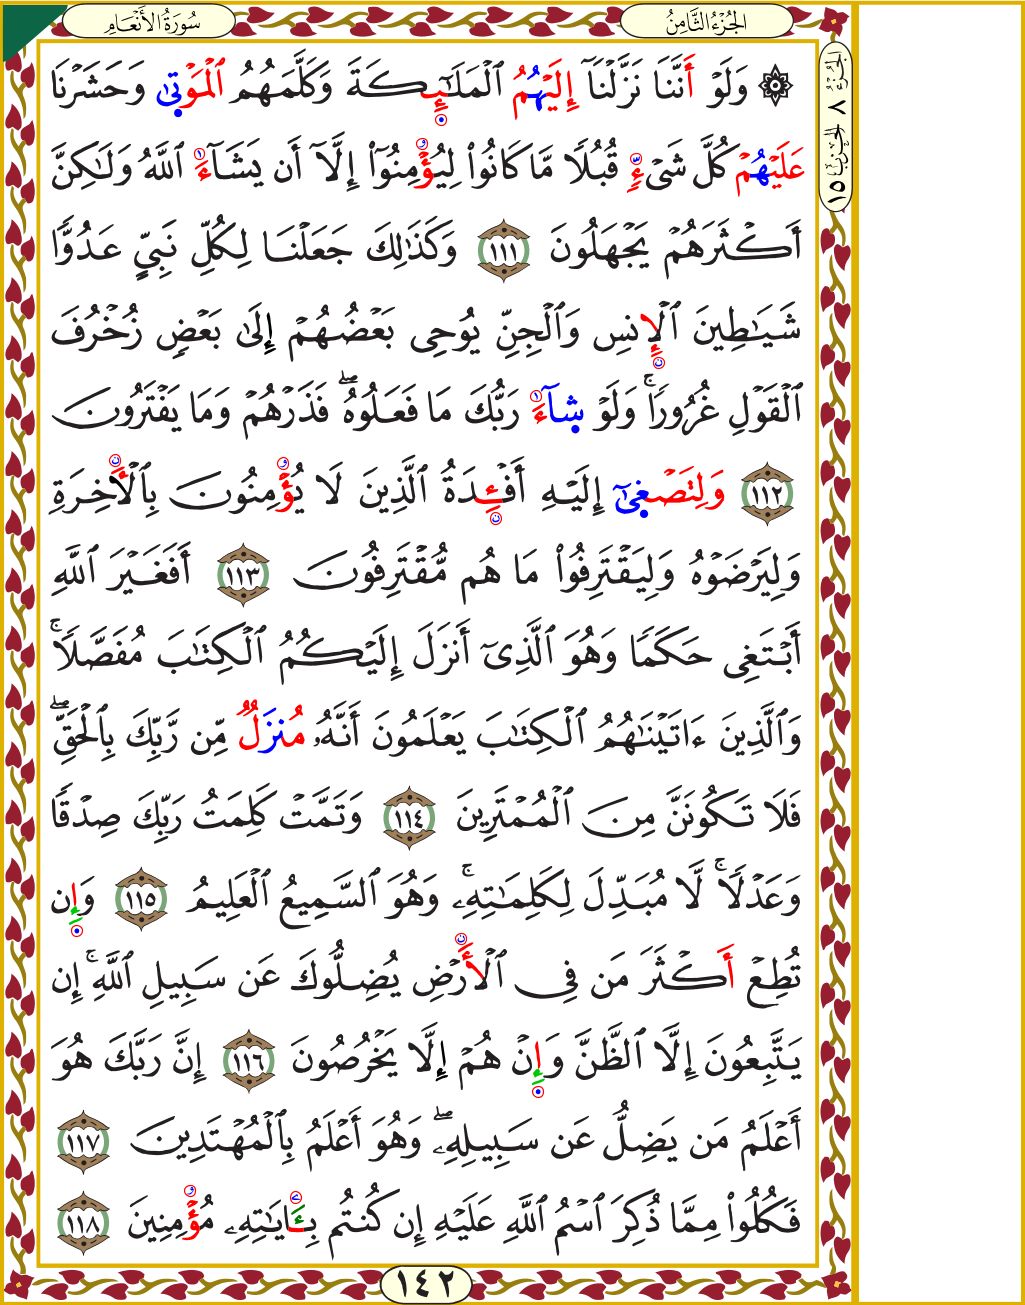 سُورَةُ الأَنْعَامِ
الجُزْءُ الثَّامِنُ
الجُزْءُ ٨ الحِزْبُ ١٥
۞ وَلَوْ أَنَّنَا نَزَّلْنَآ إِلَيْهُمُ ٱلْمَلَٰٓئِكَةَ وَكَلَّمَهُمُ ٱلْمَوْتَىٰ وَحَشَرْنَا
عَلَيْهُمْ كُلَّ شَىْءٍ قُبُلًا مَّا كَانُوا۟ لِيُؤْمِنُوٓا۟ إِلَّآ أَن يَشَآءَ ٱللَّهُ وَلَٰكِنَّ
أَكْثَرَهُمْ يَجْهَلُونَ ١١١ وَكَذَٰلِكَ جَعَلْنَا لِكُلِّ نَبِىٍّ عَدُوًّا
شَيَٰطِينَ ٱلْإِنسِ وَٱلْجِنِّ يُوحِى بَعْضُهُمْ إِلَىٰ بَعْضٍ زُخْرُفَ
ٱلْقَوْلِ غُرُورًا ۚ وَلَوْ شَآءَ رَبُّكَ مَا فَعَلُوهُ ۖ فَذَرْهُمْ وَمَا يَفْتَرُونَ
١١٢ وَلِتَصْغَىٰٓ إِلَيْهِ أَفْـِٔدَةُ ٱلَّذِينَ لَا يُؤْمِنُونَ بِٱلْأَخِرَةِ
وَلِيَرْضَوْهُ وَلِيَقْتَرِفُوا۟ مَا هُم مُّقْتَرِفُونَ ١١٣ أَفَغَيْرَ ٱللَّهِ
أَبْتَغِى حَكَمًا وَهُوَ ٱلَّذِىٓ أَنزَلَ إِلَيْكُمُ ٱلْكِتَٰبَ مُفَصَّلًا ۚ
وَٱلَّذِينَ ءَاتَيْنَٰهُمُ ٱلْكِتَٰبَ يَعْلَمُونَ أَنَّهُۥ مُنزَلٌ مِّن رَّبِّكَ بِٱلْحَقِّ ۖ
فَلَا تَكُونَنَّ مِنَ ٱلْمُمْتَرِينَ ١١٤ وَتَمَّتْ كَلِمَتُ رَبِّكَ صِدْقًا
وَعَدْلًا ۚ لَّا مُبَدِّلَ لِكَلِمَٰتِهِۦ ۚ وَهُوَ ٱلسَّمِيعُ ٱلْعَلِيمُ ١١٥ وَإِن
تُطِعْ أَكْثَرَ مَن فِى ٱلْأَرْضِ يُضِلُّوكَ عَن سَبِيلِ ٱللَّهِ ۚ إِن
يَتَّبِعُونَ إِلَّا ٱلظَّنَّ وَإِنْ هُمْ إِلَّا يَخْرُصُونَ ١١٦ إِنَّ رَبَّكَ هُوَ
أَعْلَمُ مَن يَضِلُّ عَن سَبِيلِهِۦ ۖ وَهُوَ أَعْلَمُ بِٱلْمُهْتَدِينَ ١١٧
فَكُلُوا۟ مِمَّا ذُكِرَ ٱسْمُ ٱللَّهِ عَلَيْهِ إِن كُنتُم بِـَٔايَٰتِهِۦ مُؤْمِنِينَ ١١٨
١٤٢